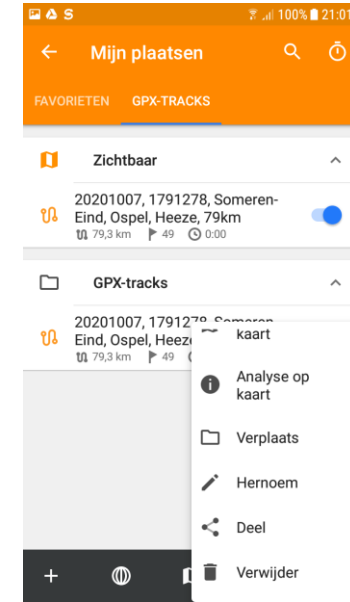 100% 21:01
Mijn plaatsen
FAVORIETEN GPX-TRACKS
Zichtbaar
20201007, 1791278, Someren-
Eind, Ospel, Heeze, 79km
79,3 km 49 0:00
GPX-tracks
20201007, 1791278, Someren-
Eind, Ospel, Heeze
79,3 km 49
kaart
Analyse op
kaart
Verplaats
Hernoem
Deel
Verwijder